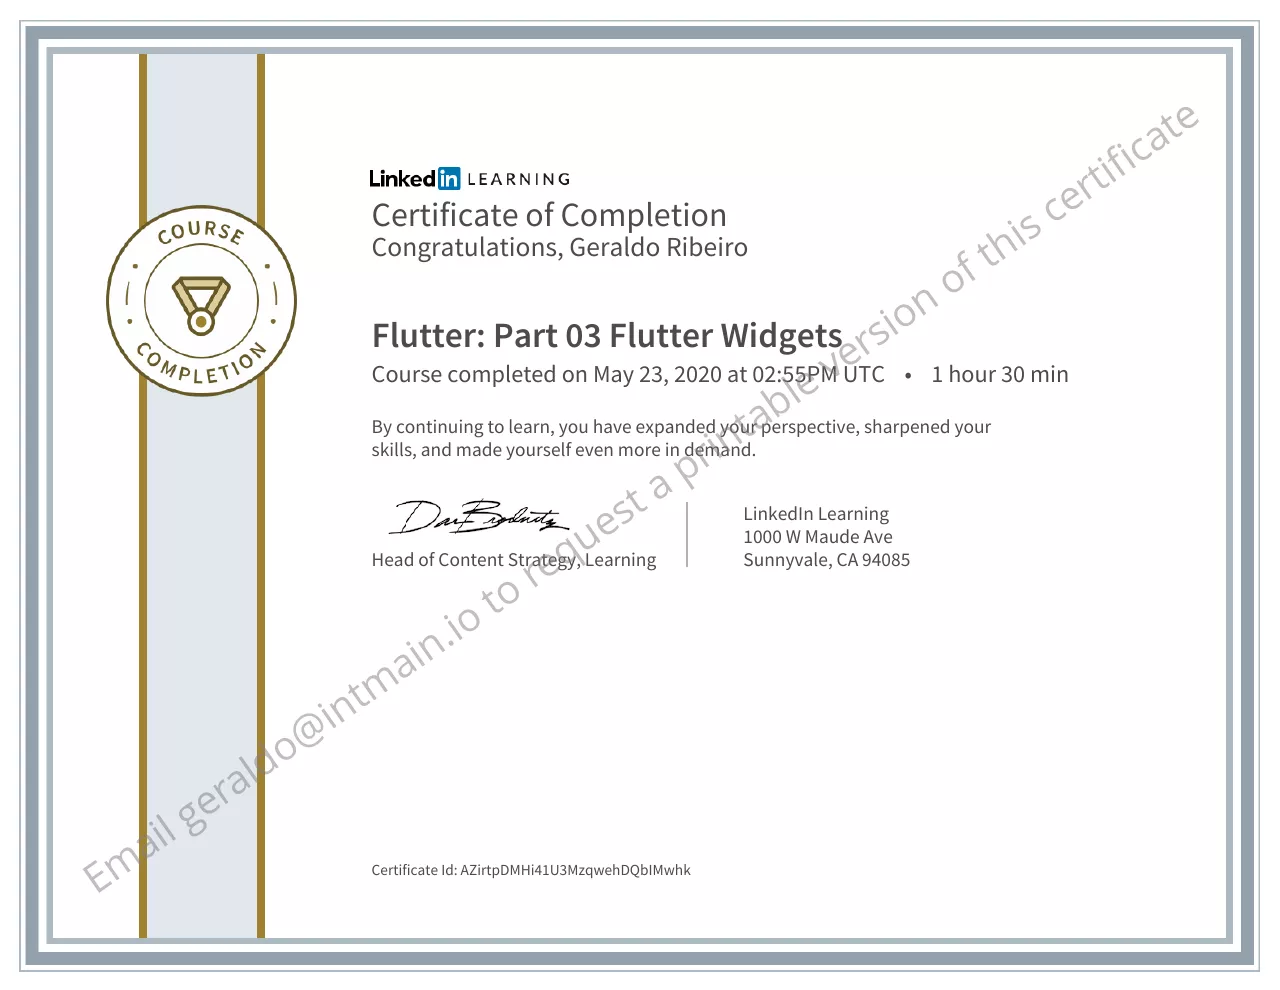 LinkedIn LEARNING
Certificate of Completion
Congratulations, Geraldo Ribeiro
COURSE
COMPLETION
Flutter: Part 03 Flutter Widgets
Course completed on May 23, 2020 at 02:55PM UTC • 1 hour 30 min
By continuing to learn, you have expanded your perspective, sharpened your
skills, and made yourself even more in demand.
Head of Content Strategy, Learning
LinkedIn Learning
1000 W Maude Ave
Sunnyvale, CA 94085
Email geraldo@intmain.io to request a printable version of this certificate
Certificate Id: AZirtpDMHi41U3MzqwehDQbIMwhk